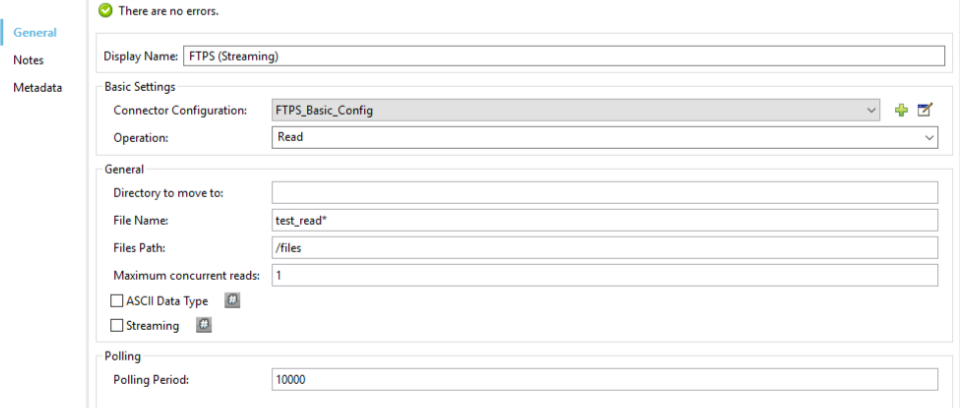 There are no errors.
General
Notes
Metadata
Display Name: FTPS (Streaming)
Basic Settings
Connector Configuration: FTPS_Basic_Config
Operation: Read
General
Directory to move to:
File Name: test_read*
Files Path: /files
Maximum concurrent reads: 1
ASCII Data Type #
Streaming #
Polling
Polling Period: 10000